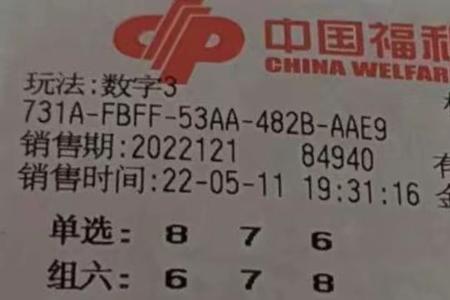 中国福利
CHINA WELFAR
玩法:数字3
731A-FBFF-53AA-482B-AAE9
销售期:2022121 84940
销售时间:22-05-11 19:31:16
单选: 8 7 6
组六: 6 7 8